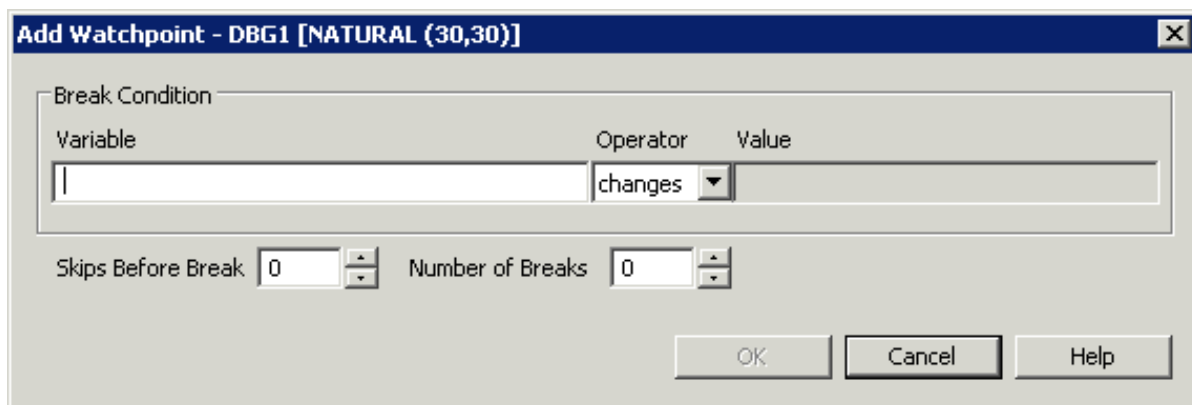 Add Watchpoint - DBG1 [NATURAL (30,30)]
Break Condition
Variable Operator Value
changes
Skips Before Break 0 Number of Breaks 0
OK Cancel Help